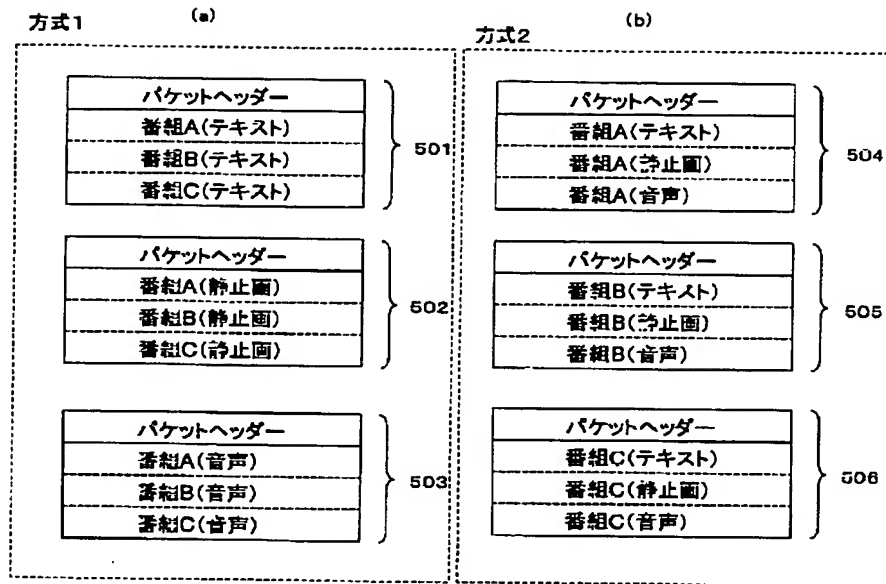 方式1
(a)
パケットヘッダー
番組A(テキスト)
番組B(テキスト)
番組C(テキスト)
501
パケットヘッダー
番組A(静止画)
番組B(静止画)
番組C(静止画)
502
パケットヘッダー
番組A(音声)
番組B(音声)
番組C(音声)
503
方式2
(b)
パケットヘッダー
番組A(テキスト)
番組A(静止画)
番組A(音声)
504
パケットヘッダー
番組B(テキスト)
番組B(静止画)
番組B(音声)
505
パケットヘッダー
番組C(テキスト)
番組C(静止画)
番組C(音声)
506